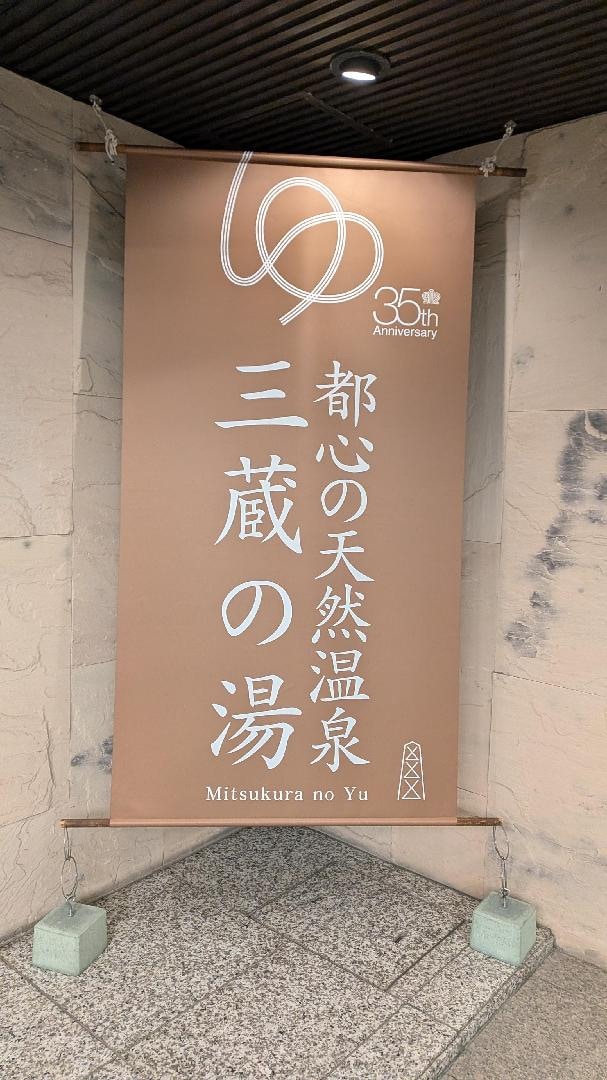 ゆ
35th
Anniversary
都心の天然温泉
三蔵の湯
Mitsukura no Yu